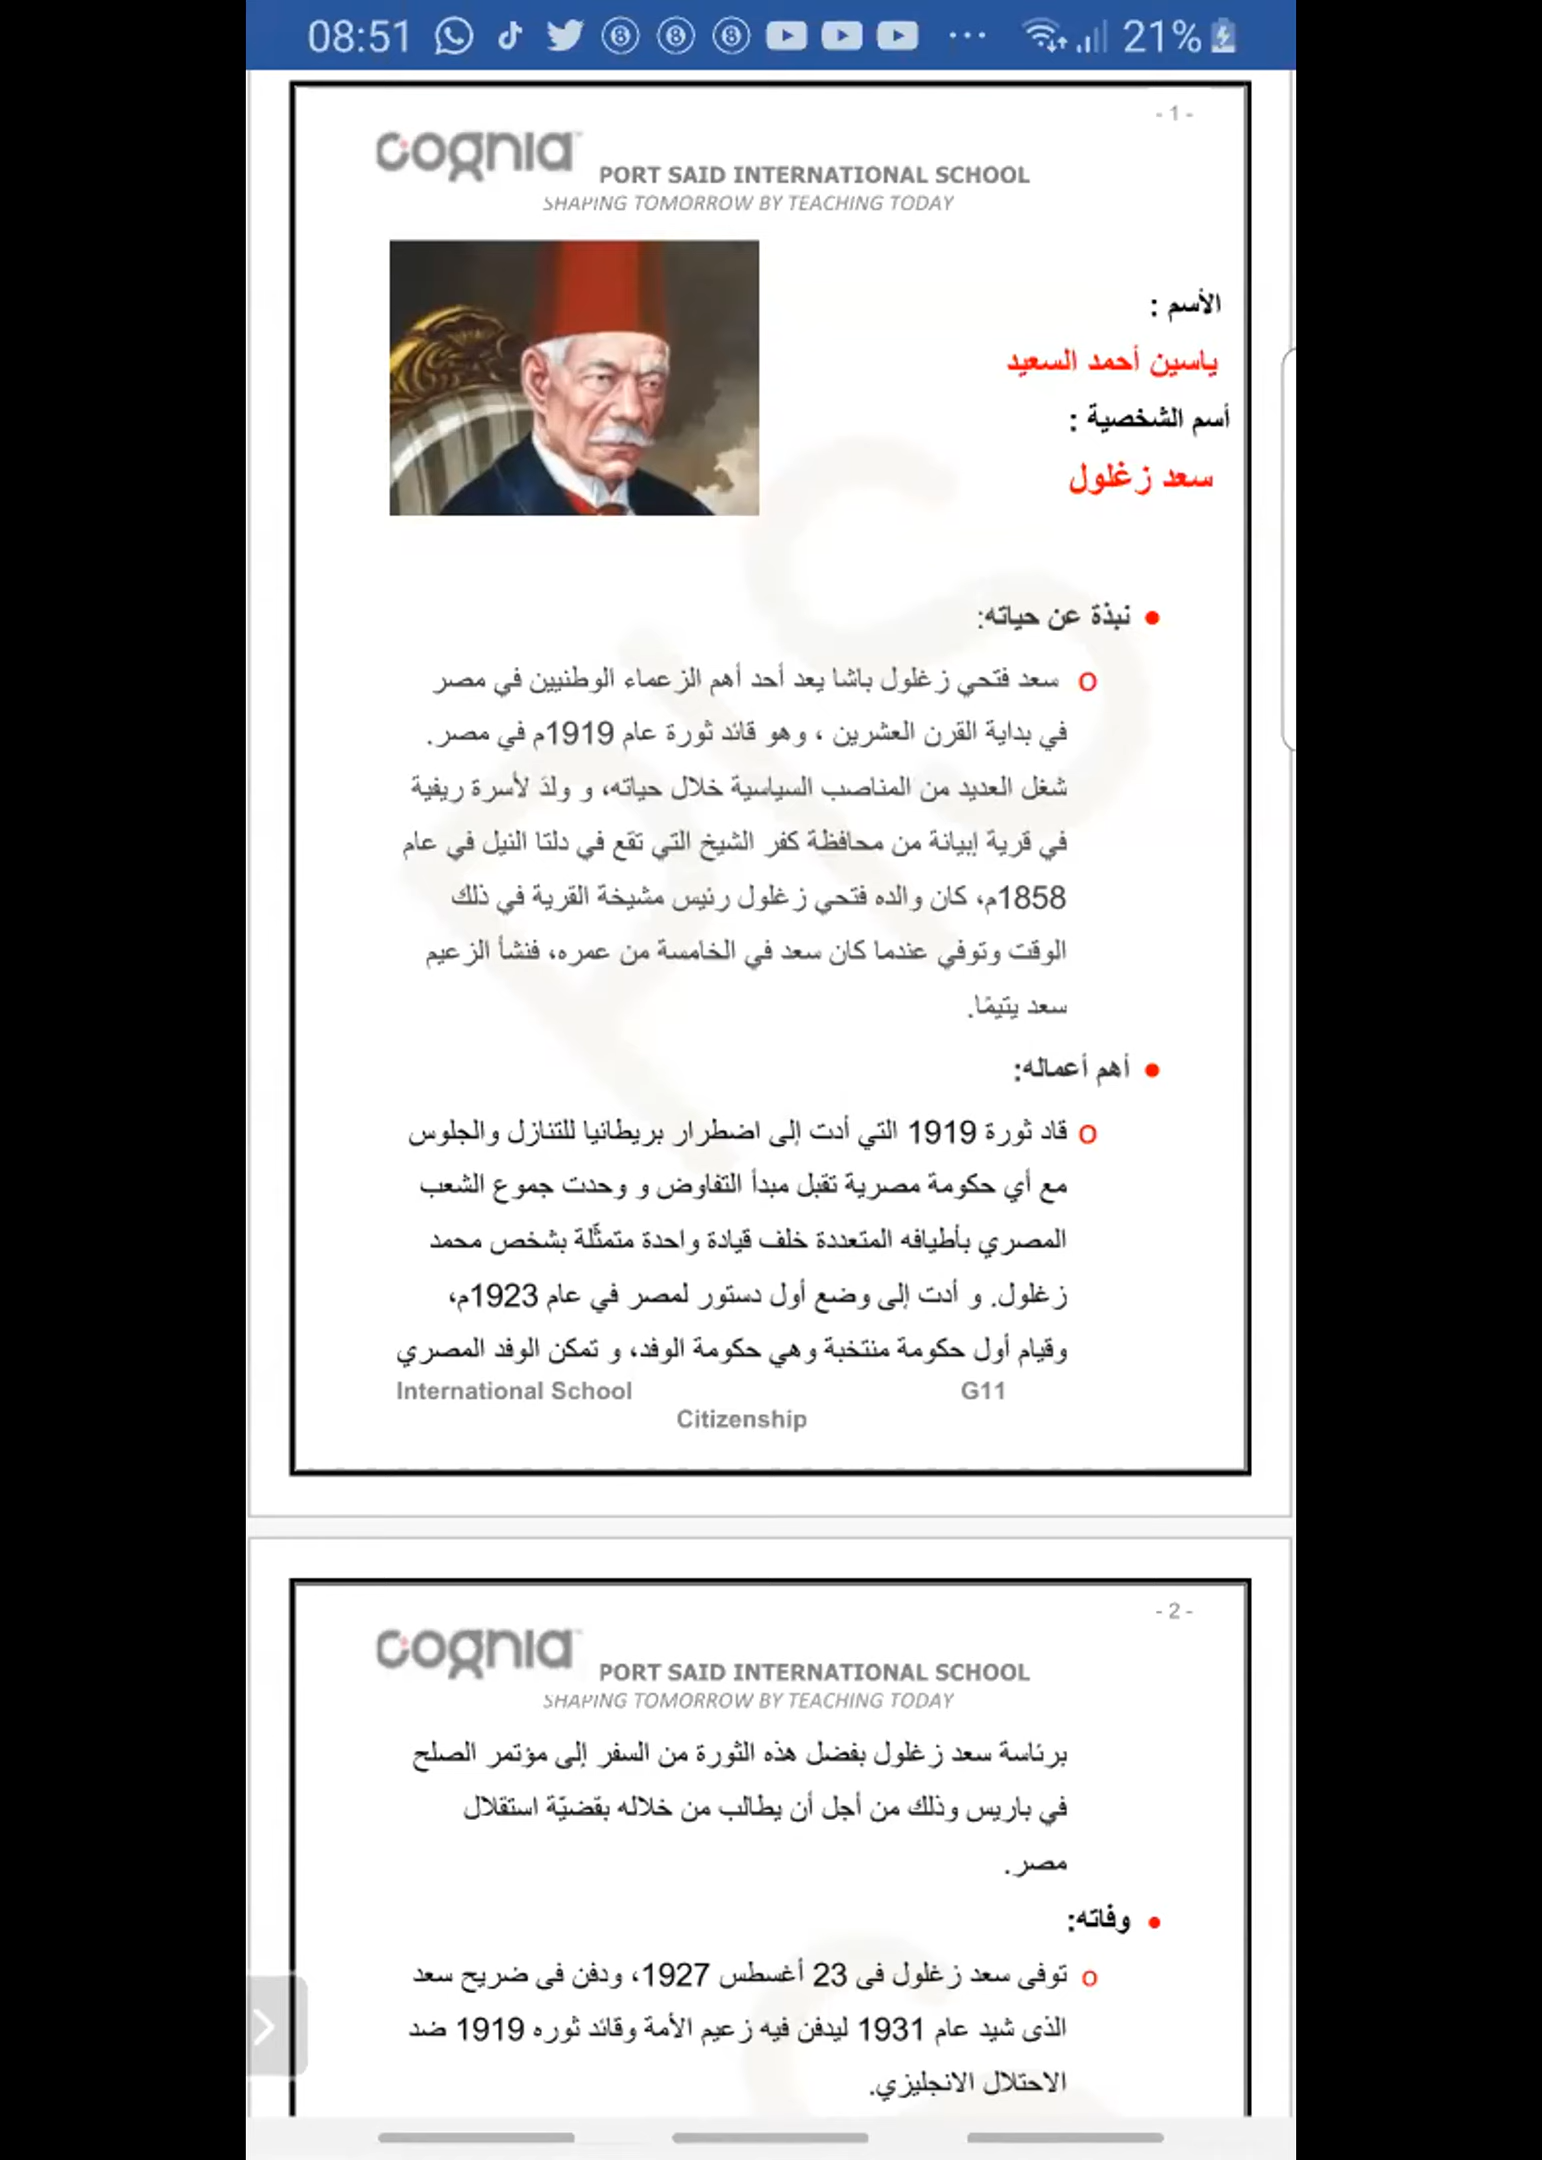 08:51 21%
- 1 -
cognia
PORT SAID INTERNATIONAL SCHOOL
SHAPING TOMORROW BY TEACHING TODAY
الأسم :
ياسين أحمد السعيد
أسم الشخصية :
سعد زغلول
نبذة عن حياته:
سعد فتحي زغلول باشا يعد أحد أهم الزعماء الوطنيين في مصر
في بداية القرن العشرين ، وهو قائد ثورة عام 1919م في مصر.
شغل العديد من المناصب السياسية خلال حياته، و ولدَ لأسرة ريفية
في قرية إبيانة من محافظة كفر الشيخ التي تقع في دلتا النيل في عام
1858م، كان والده فتحي زغلول رئيس مشيخة القرية في ذلك
الوقت وتوفي عندما كان سعد في الخامسة من عمره، فنشأ الزعيم
سعد يتيمًا.
أهم أعماله:
قاد ثورة 1919 التي أدت إلى اضطرار بريطانيا للتنازل والجلوس
مع أي حكومة مصرية تقبل مبدأ التفاوض و وحدت جموع الشعب
المصري بأطيافه المتعددة خلف قيادة واحدة متمثّلة بشخص محمد
زغلول. و أدت إلى وضع أول دستور لمصر في عام 1923م،
وقيام أول حكومة منتخبة وهي حكومة الوفد، و تمكن الوفد المصري
International School G11
Citizenship
- 2 -
cognia
PORT SAID INTERNATIONAL SCHOOL
SHAPING TOMORROW BY TEACHING TODAY
برئاسة سعد زغلول بفضل هذه الثورة من السفر إلى مؤتمر الصلح
في باريس وذلك من أجل أن يطالب من خلاله بقضيّة استقلال
مصر.
وفاته:
توفى سعد زغلول فى 23 أغسطس 1927، ودفن فى ضريح سعد
الذى شيد عام 1931 ليدفن فيه زعيم الأمة وقائد ثوره 1919 ضد
الاحتلال الانجليزي.